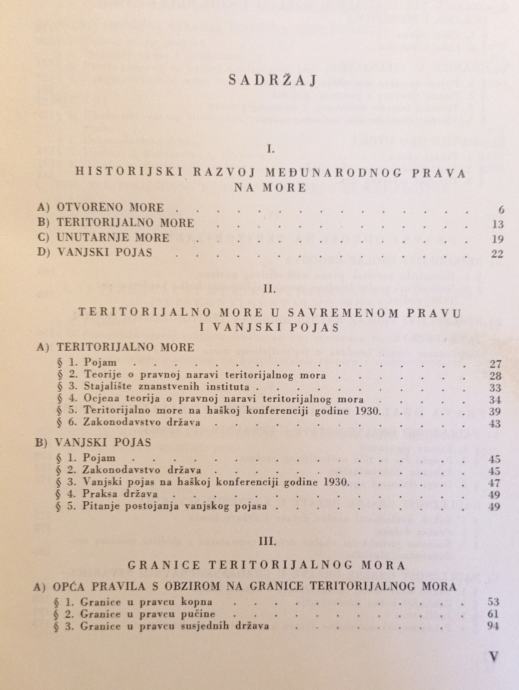 SADRŽAJ
I.
HISTORIJSKI RAZVOJ MEĐUNARODNOG PRAVA
NA MORE
A) OTVORENO MORE . . . . . . . . . . . . . . . 6
B) TERITORIJALNO MORE . . . . . . . . . . . . . 13
C) UNUTARNJE MORE . . . . . . . . . . . . . . . 19
D) VANJSKI POJAS . . . . . . . . . . . . . . . 22
II.
TERITORIJALNO MORE U SAVREMENOM PRAVU
I VANJSKI POJAS
A) TERITORIJALNO MORE
§ 1. Pojam . . . . . . . . . . . . . . . . 27
§ 2. Teorije o pravnoj naravi teritorijalnog mora . . . . . . . 28
§ 3. Stajalište znanstvenih instituta . . . . . . . . . . 33
§ 4. Ocjena teorija o pravnoj naravi teritorijalnog mora . . . . . 34
§ 5. Teritorijalno more na haškoj konferenciji godine 1930. . . . . 39
§ 6. Zakonodavstvo država . . . . . . . . . . . . 43
B) VANJSKI POJAS
§ 1. Pojam . . . . . . . . . . . . . . . . 45
§ 2. Zakonodavstvo država . . . . . . . . . . . . 45
§ 3. Vanjski pojas na haškoj konferenciji godine 1930. . . . . . . 47
§ 4. Praksa država . . . . . . . . . . . . . . 49
§ 5. Pitanje postojanja vanjskog pojasa . . . . . . . . . 49
III.
GRANICE TERITORIJALNOG MORA
A) OPĆA PRAVILA S OBZIROM NA GRANICE TERITORIJALNOG MORA
§ 1. Granice u pravcu kopna . . . . . . . . . . . 53
§ 2. Granice u pravcu pučine . . . . . . . . . . . 61
§ 3. Granice u pravcu susjednih država . . . . . . . . . 94
V